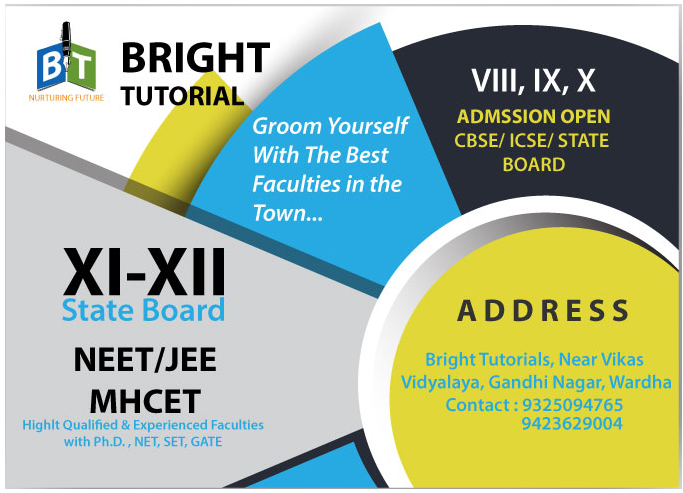 BT
NURTURING FUTURE
BRIGHT
TUTORIAL
Groom Yourself
With The Best
Faculties in the
Town...
VIII, IX, X
ADMSSION OPEN
CBSE/ ICSE/ STATE
BOARD
XI-XII
State Board
NEET/JEE
MHCET
Highlt Qualified & Experienced Faculties
with Ph.D. , NET, SET, GATE
ADDRESS
Bright Tutorials, Near Vikas
Vidyalaya, Gandhi Nagar, Wardha
Contact : 9325094765
9423629004